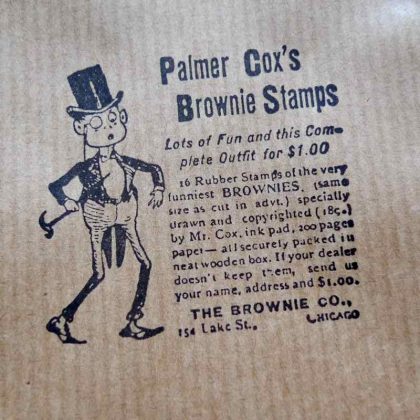 Palmer Cox's
Brownie Stamps
Lots of Fun and this Com-
plete Outfit for $1.00
16 Rubber Stamps of the very
funniest BROWNIES, (same
size as cut in advt.) specially
drawn and copyrighted
by Mr. Cox, ink pad, 200 pages
paper— all securely packed in
neat wooden box. If your dealer
doesn't keep them, send us
your name, address and $1.00.
THE BROWNIE CO.,
154 Lake St., CHICAGO